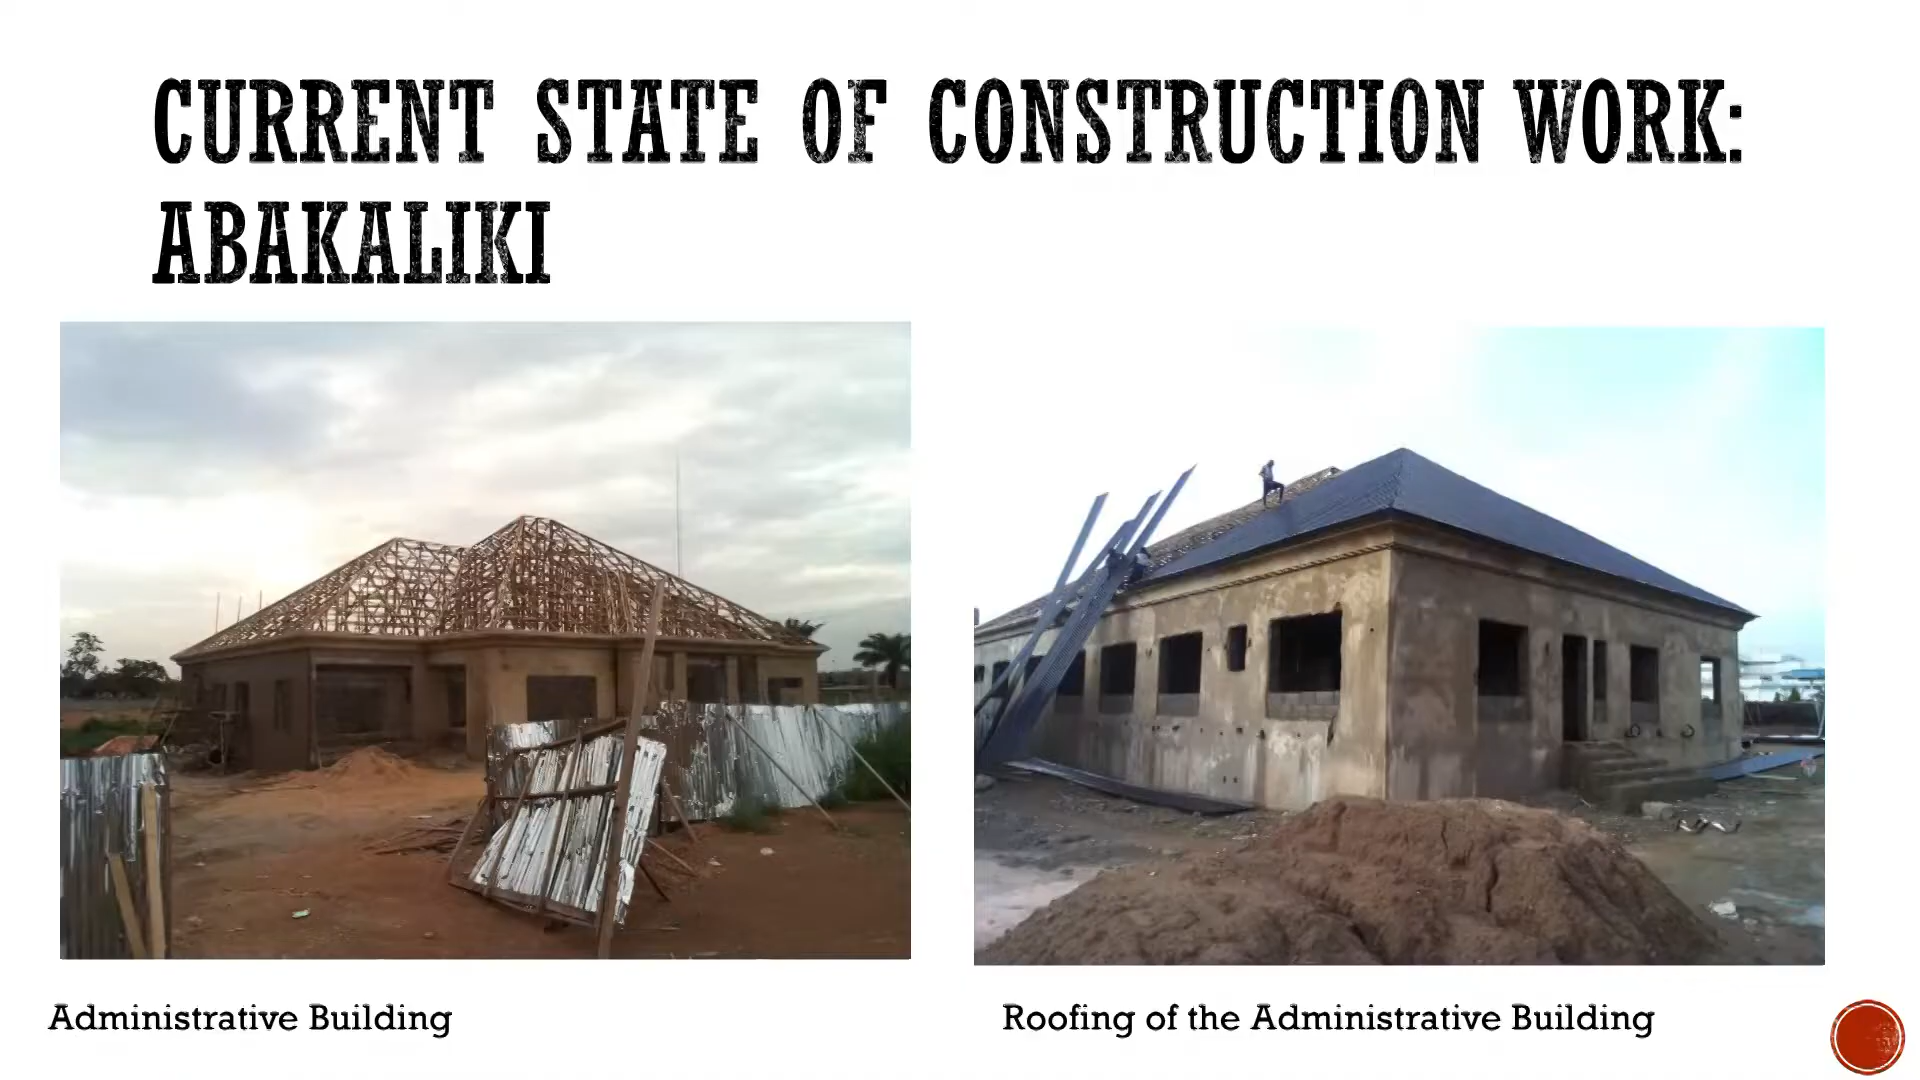 CURRENT STATE OF CONSTRUCTION WORK:
ABAKALIKI
Administrative Building
Roofing of the Administrative Building